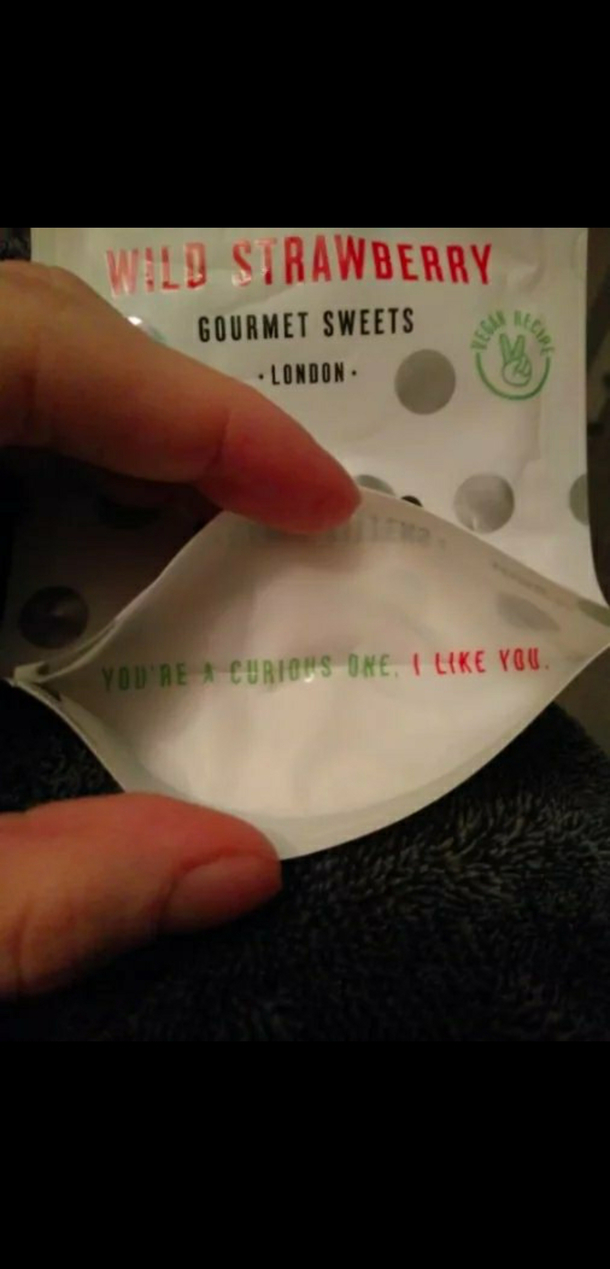 WILD STRAWBERRY
GOURMET SWEETS
· LONDON ·
VEGAN RECIPE
YOU'RE A CURIOUS ONE. I LIKE YOU.